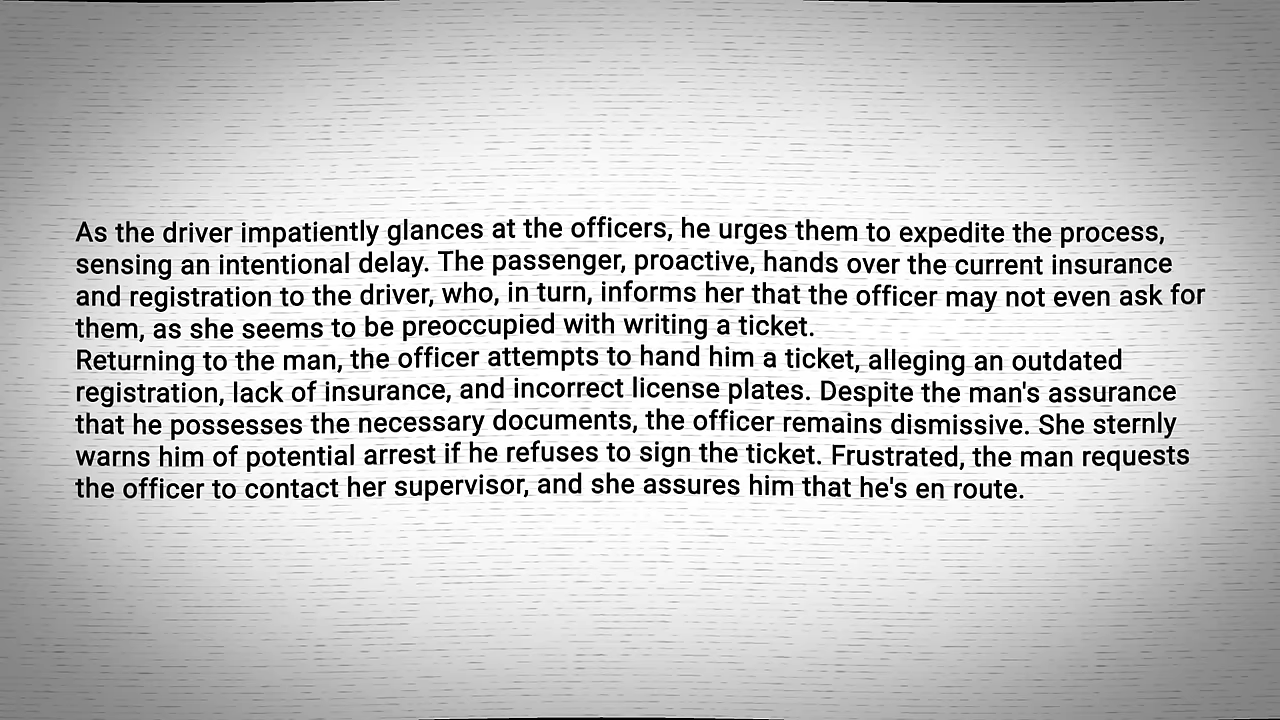 As the driver impatiently glances at the officers, he urges them to expedite the process,
sensing an intentional delay. The passenger, proactive, hands over the current insurance
and registration to the driver, who, in turn, informs her that the officer may not even ask for
them, as she seems to be preoccupied with writing a ticket.
Returning to the man, the officer attempts to hand him a ticket, alleging an outdated
registration, lack of insurance, and incorrect license plates. Despite the man's assurance
that he possesses the necessary documents, the officer remains dismissive. She sternly
warns him of potential arrest if he refuses to sign the ticket. Frustrated, the man requests
the officer to contact her supervisor, and she assures him that he's en route.